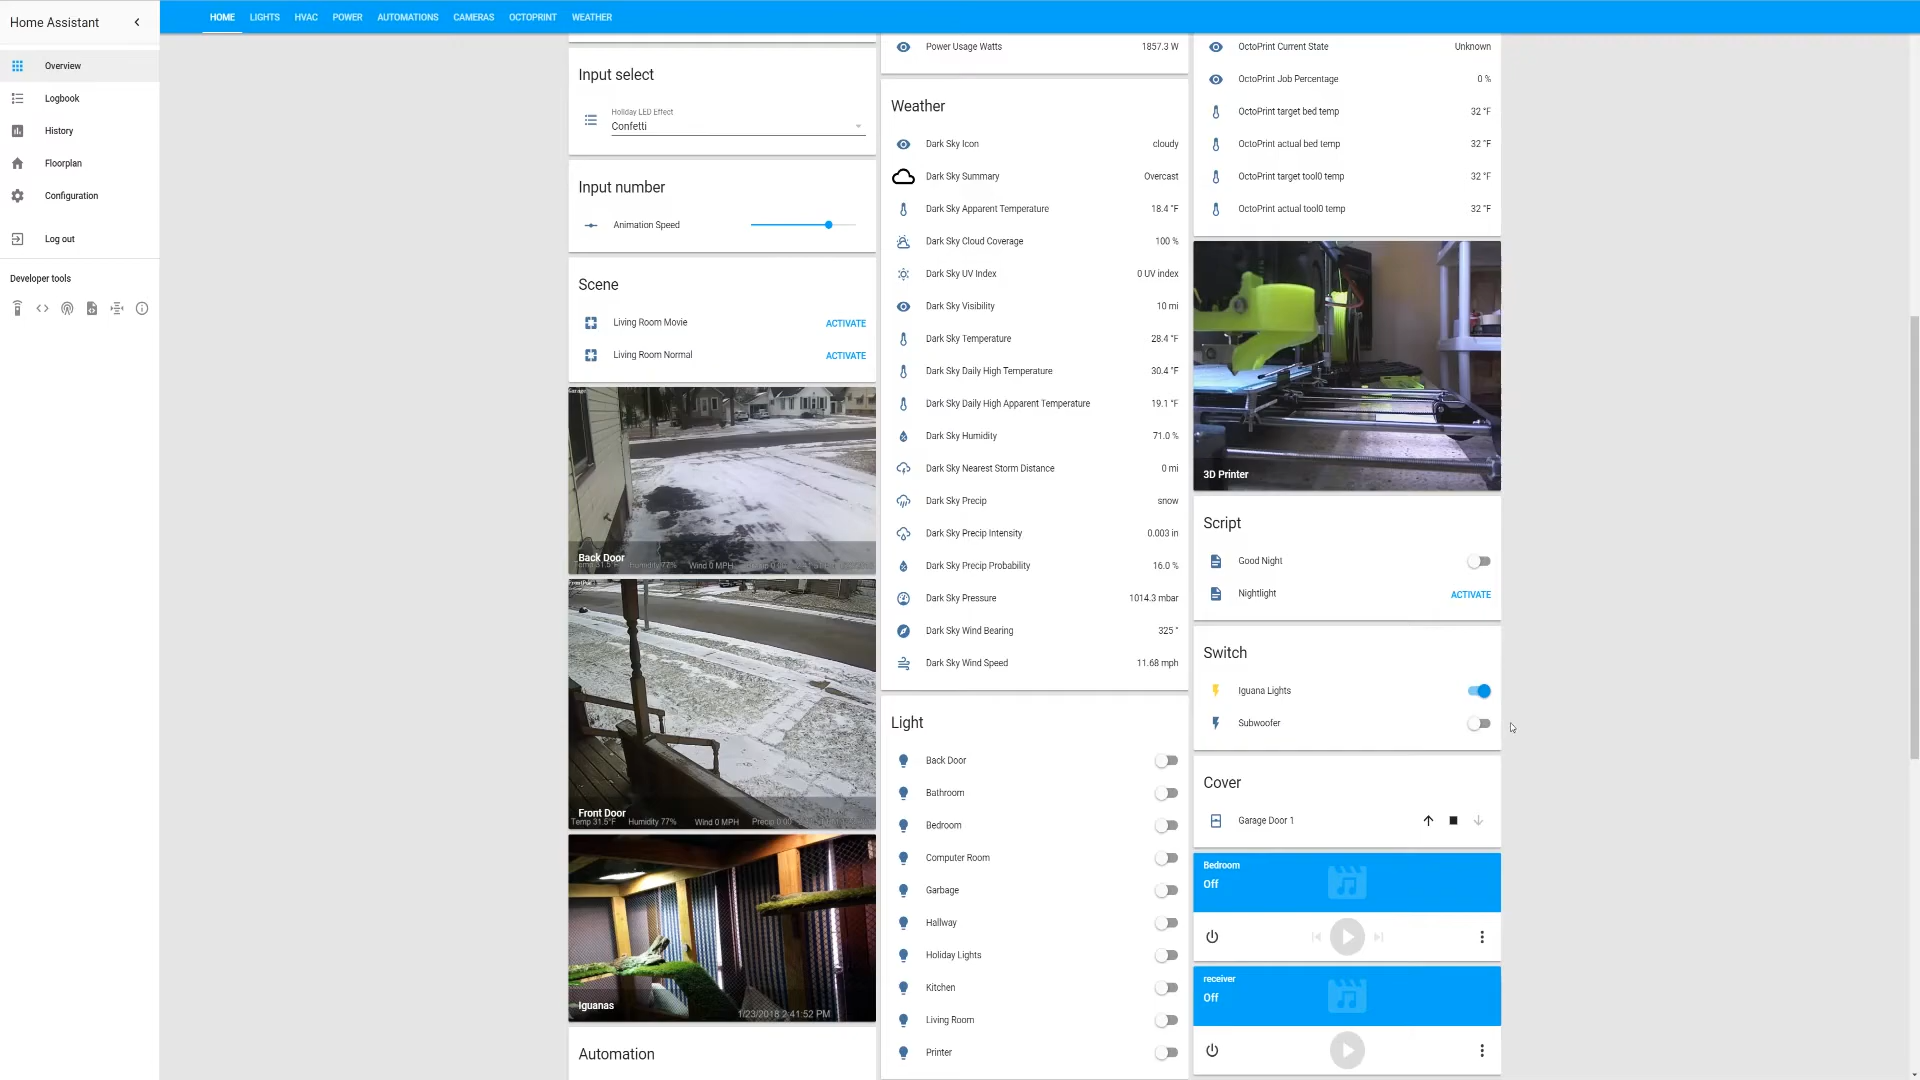 Home Assistant
HOME LIGHTS HVAC POWER AUTOMATIONS CAMERAS OCTOPRINT WEATHER
Overview
Logbook
History
Floorplan
Configuration
Log out
Developer tools
Input select
Holiday LED Effect
Confetti
Input number
Animation Speed
Scene
Living Room Movie ACTIVATE
Living Room Normal ACTIVATE
Back Door
Humidity 77% Wind 0 MPH
Front Door
Temp 31.5°F Humidity 77% Wind 0 MPH Precip 0.00
Iguanas
1/23/2018 2:41:52 PM
Automation
Power Usage Watts 1857.3 W
Weather
Dark Sky Icon cloudy
Dark Sky Summary Overcast
Dark Sky Apparent Temperature 18.4 °F
Dark Sky Cloud Coverage 100 %
Dark Sky UV Index 0 UV index
Dark Sky Visibility 10 mi
Dark Sky Temperature 28.4 °F
Dark Sky Daily High Temperature 30.4 °F
Dark Sky Daily High Apparent Temperature 19.1 °F
Dark Sky Humidity 71.0 %
Dark Sky Nearest Storm Distance 0 mi
Dark Sky Precip snow
Dark Sky Precip Intensity 0.003 in
Dark Sky Precip Probability 16.0 %
Dark Sky Pressure 1014.3 mbar
Dark Sky Wind Bearing 325 °
Dark Sky Wind Speed 11.68 mph
Light
Back Door
Bathroom
Bedroom
Computer Room
Garbage
Hallway
Holiday Lights
Kitchen
Living Room
Printer
OctoPrint Current State Unknown
OctoPrint Job Percentage 0 %
OctoPrint target bed temp 32 °F
OctoPrint actual bed temp 32 °F
OctoPrint target tool0 temp 32 °F
OctoPrint actual tool0 temp 32 °F
3D Printer
Script
Good Night
Nightlight ACTIVATE
Switch
Iguana Lights
Subwoofer
Cover
Garage Door 1
Bedroom
Off
receiver
Off